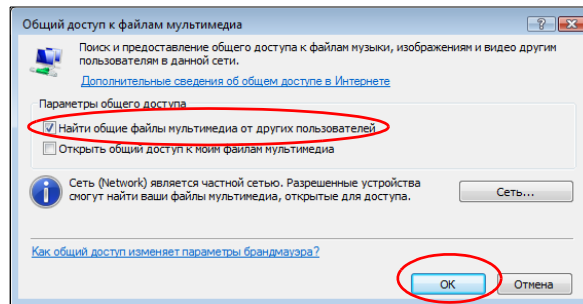 Общий доступ к файлам мультимедиа
Поиск и предоставление общего доступа к файлам музыки, изображениям и видео другим
пользователям в данной сети.
Дополнительные сведения об общем доступе в Интернете
Параметры общего доступа
Найти общие файлы мультимедиа от других пользователей
Открыть общий доступ к моим файлам мультимедиа
Сеть (Network) является частной сетью. Разрешенные устройства
смогут найти ваши файлы мультимедиа, открытые для доступа.
Сеть...
Как общий доступ изменяет параметры брандмауэра?
ОК
Отмена